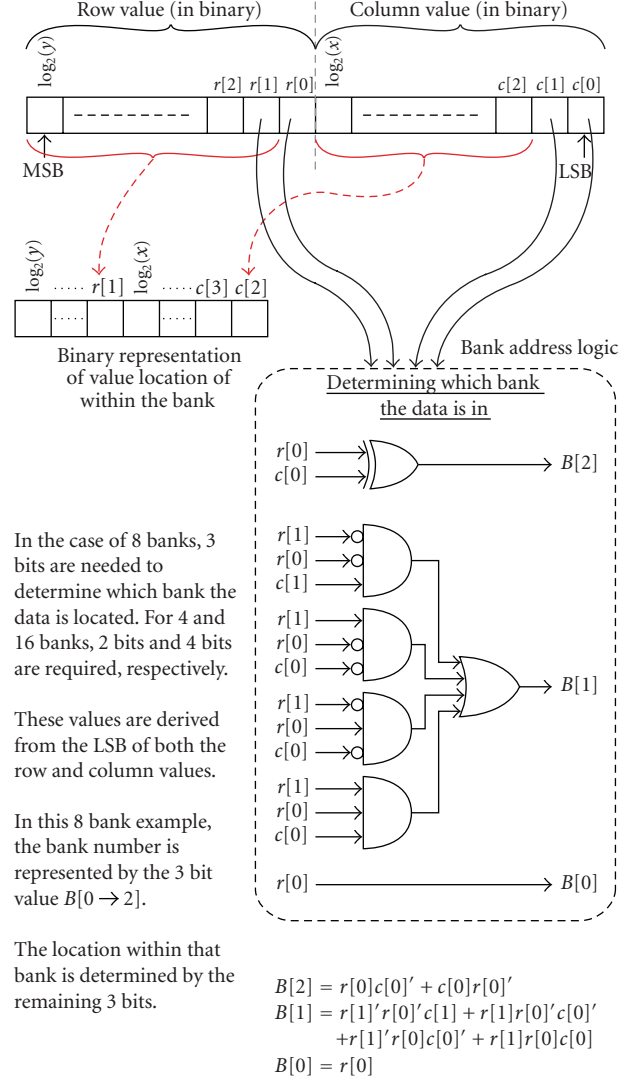 Row value (in binary)
Column value (in binary)
log₂(y)
r[2] r[1] r[0]
log₂(x)
c[2] c[1] c[0]
MSB
LSB
log₂(y)
····· r[1]
log₂(x)
····· c[3] c[2]
Binary representation
of value location of
within the bank
Bank address logic
Determining which bank
the data is in
r[0]
c[0]
B[2]
r[1]
r[0]
c[1]
r[1]
r[0]
c[0]
r[1]
r[0]
c[0]
r[1]
r[0]
c[0]
B[1]
r[0]
B[0]
In the case of 8 banks, 3
bits are needed to
determine which bank the
data is located. For 4 and
16 banks, 2 bits and 4 bits
are required, respectively.
These values are derived
from the LSB of both the
row and column values.
In this 8 bank example,
the bank number is
represented by the 3 bit
value B[0 → 2].
The location within that
bank is determined by the
remaining 3 bits.
B[2] = r[0]c[0]′ + c[0]r[0]′
B[1] = r[1]′r[0]′c[1] + r[1]r[0]′c[0]′
+r[1]′r[0]c[0]′ + r[1]r[0]c[0]
B[0] = r[0]